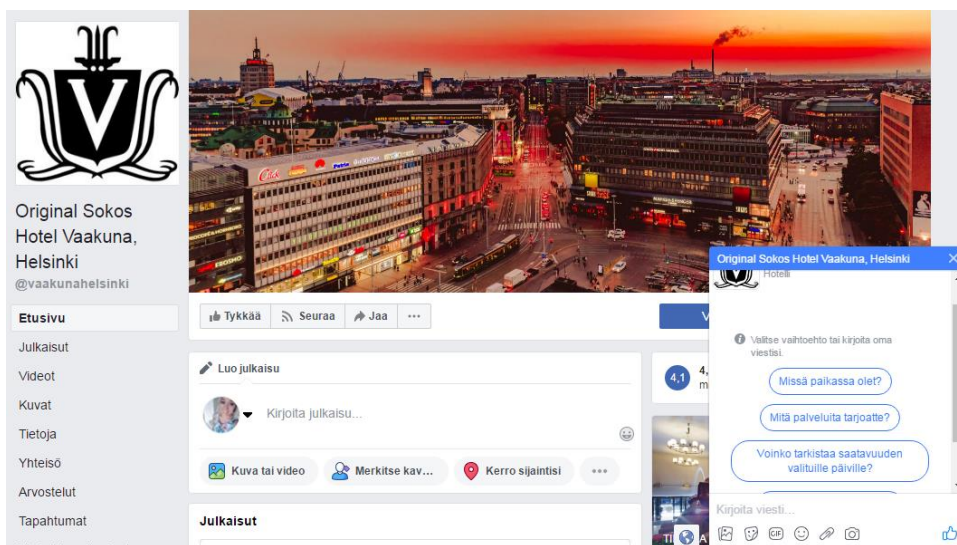 V
Original Sokos
Hotel Vaakuna,
Helsinki
@vaakunahelsinki
Etusivu
Julkaisut
Videot
Kuvat
Tietoja
Yhteisö
Arvostelut
Tapahtumat
Click
Tykkää
Seuraa
Jaa
Luo julkaisu
Kirjoita julkaisu...
Kuva tai video
Merkitse kav...
Kerro sijaintisi
Julkaisut
4,1
Original Sokos Hotel Vaakuna, Helsinki
Hotelli
Valitse vaihtoehto tai kirjoita oma
viestisi.
Missä paikassa olet?
Mitä palveluita tarjoatte?
Voinko tarkistaa saatavuuden
valituille päiville?
Kirjoita viesti...
GIF